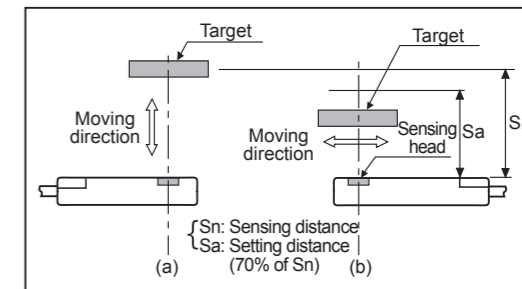 Target
Target
Moving
direction
Moving
direction
Sensing
head
Sa
S
Sn: Sensing distance
Sa: Setting distance
(70% of Sn)
(a)
(b)